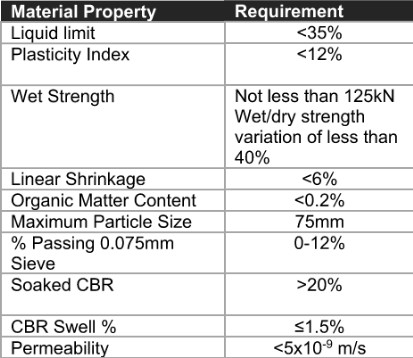 Material Property Requirement
Liquid limit <35%
Plasticity Index <12%
Wet Strength Not less than 125kN
Wet/dry strength
variation of less than
40%
Linear Shrinkage <6%
Organic Matter Content <0.2%
Maximum Particle Size 75mm
% Passing 0.075mm 0-12%
Sieve
Soaked CBR >20%
CBR Swell % ≤1.5%
Permeability <5x10⁻⁹ m/s